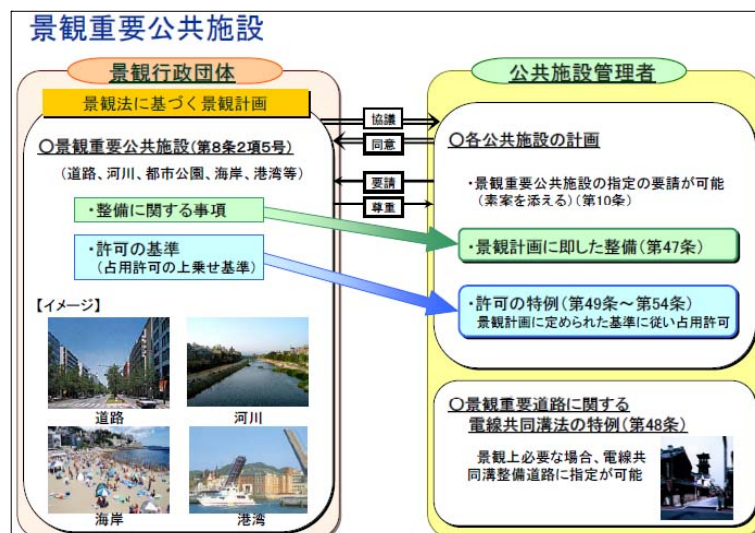 景観重要公共施設
景観行政団体
景観法に基づく景観計画
〇景観重要公共施設(第8条2項5号)
(道路、河川、都市公園、海岸、港湾等)
・整備に関する事項
・許可の基準
(占用許可の上乗せ基準)
【イメージ】
道路
河川
海岸
港湾
協議
同意
要請
尊重
公共施設管理者
〇各公共施設の計画
・景観重要公共施設の指定の要請が可能
(素案を添える)(第10条)
・景観計画に即した整備(第47条)
・許可の特例(第49条～第54条)
景観計画に定められた基準に従い占用許可
〇景観重要道路に関する
電線共同溝法の特例(第48条)
景観上必要な場合、電線共
同溝整備道路に指定が可能